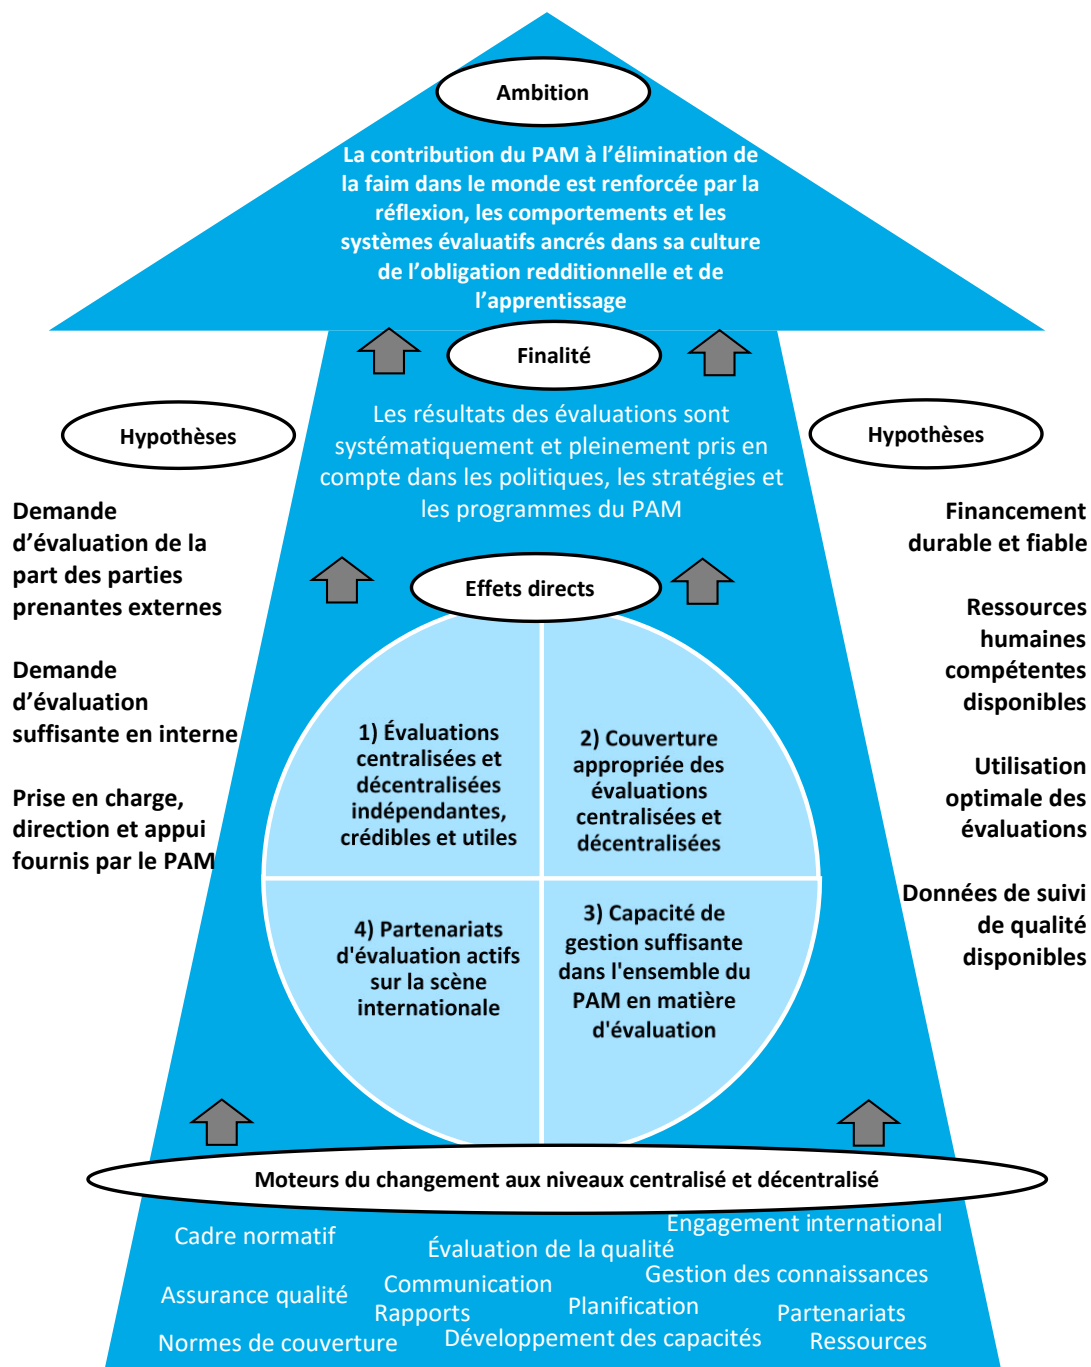 Ambition
La contribution du PAM à l’élimination de
la faim dans le monde est renforcée par la
réflexion, les comportements et les
systèmes évaluatifs ancrés dans sa culture
de l’obligation redditionnelle et de
l’apprentissage
Finalité
Les résultats des évaluations sont
systématiquement et pleinement pris en
compte dans les politiques, les stratégies et
les programmes du PAM
Hypothèses
Demande
d’évaluation de la
part des parties
prenantes externes
Demande
d’évaluation
suffisante en interne
Prise en charge,
direction et appui
fournis par le PAM
Hypothèses
Financement
durable et fiable
Ressources
humaines
compétentes
disponibles
Utilisation
optimale des
évaluations
Données de suivi
de qualité
disponibles
Effets directs
1) Évaluations
centralisées et
décentralisées
indépendantes,
crédibles et utiles
2) Couverture
appropriée des
évaluations
centralisées et
décentralisées
4) Partenariats
d'évaluation actifs
sur la scène
internationale
3) Capacité de
gestion suffisante
dans l'ensemble du
PAM en matière
d'évaluation
Moteurs du changement aux niveaux centralisé et décentralisé
Cadre normatif
Engagement international
Évaluation de la qualité
Communication
Gestion des connaissances
Assurance qualité
Rapports
Planification
Partenariats
Normes de couverture
Développement des capacités
Ressources